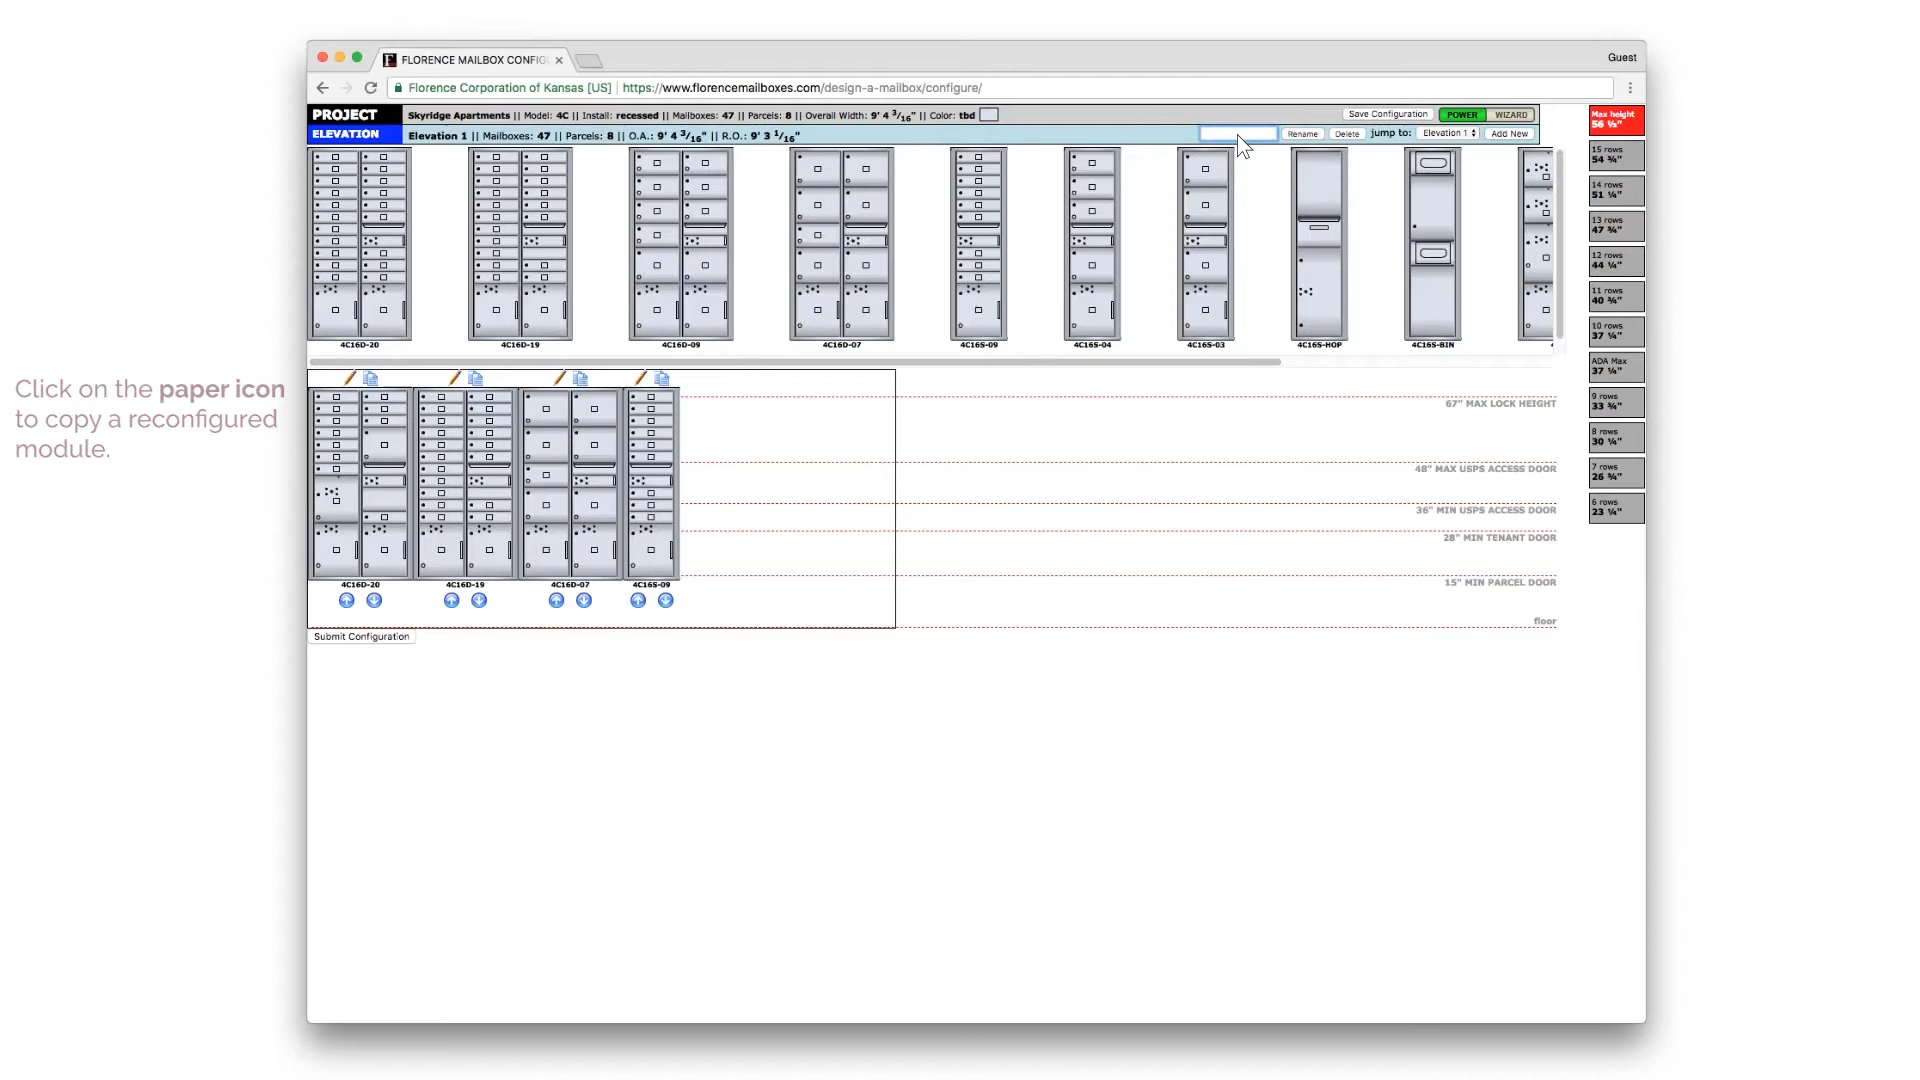 FLORENCE MAILBOX CONFIG
Guest
Florence Corporation of Kansas [US] | https://www.florencemailboxes.com/design-a-mailbox/configure/
PROJECT Skyridge Apartments || Model: 4C || Install: recessed || Mailboxes: 47 || Parcels: 8 || Overall Width: 9' 4 3/16" || Color: tbd
Save Configuration POWER WIZARD
ELEVATION Elevation 1 || Mailboxes: 47 || Parcels: 8 || O.A.: 9' 4 3/16" || R.O.: 9' 3 1/16"
Rename Delete jump to: Elevation 1 Add New
Max height
56 ½"
15 rows
54 ¾"
14 rows
51 ¼"
13 rows
47 ¾"
12 rows
44 ¼"
11 rows
40 ¾"
10 rows
37 ¼"
ADA Max
37 ¼"
9 rows
33 ¾"
8 rows
30 ¼"
7 rows
26 ¾"
6 rows
23 ¼"
4C16D-20 4C16D-19 4C16D-09 4C16D-07 4C16S-09 4C16S-04 4C16S-03 4C16S-HOP 4C16S-BIN
Click on the paper icon
to copy a reconfigured
module.
67" MAX LOCK HEIGHT
48" MAX USPS ACCESS DOOR
36" MIN USPS ACCESS DOOR
28" MIN TENANT DOOR
15" MIN PARCEL DOOR
floor
4C16D-20 4C16D-19 4C16D-07 4C16S-09
Submit Configuration